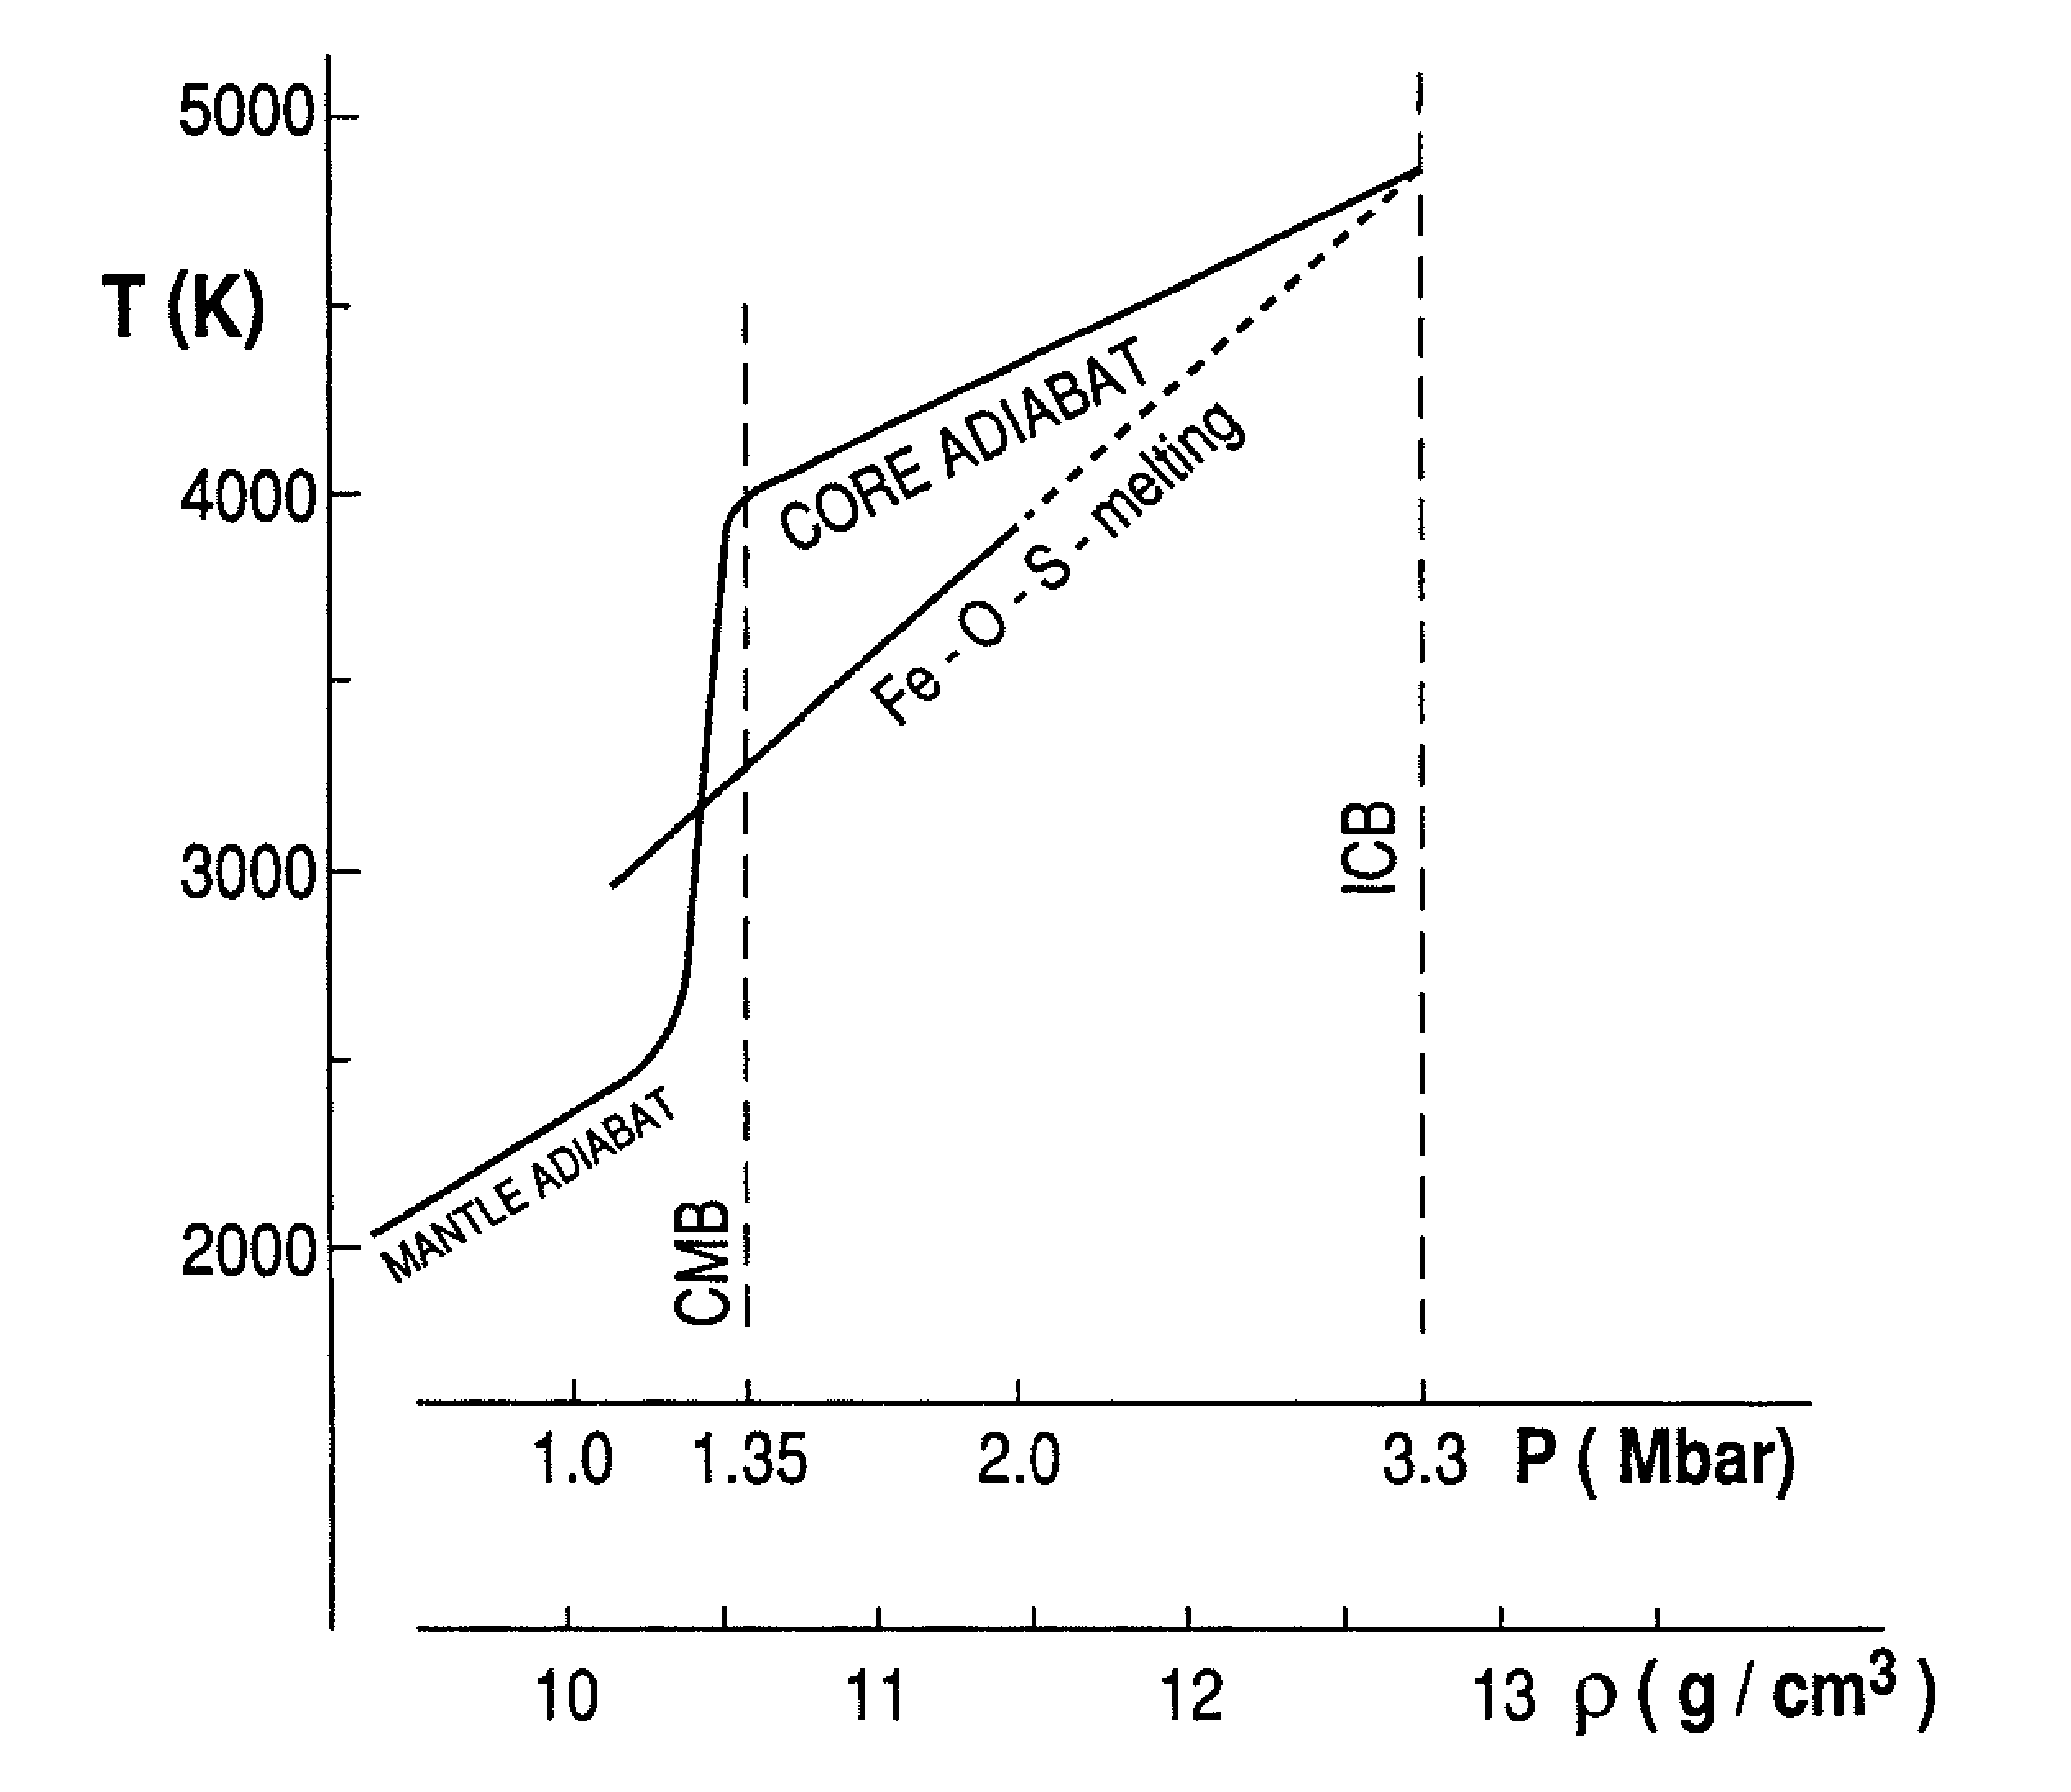 5000
T (K)
4000
CORE ADIABAT
Fe - O - S - melting
3000
ICB
MANTLE ADIABAT
2000
CMB
1.0 1.35 2.0 3.3 P ( Mbar)
10 11 12 13 ρ ( g / cm³ )